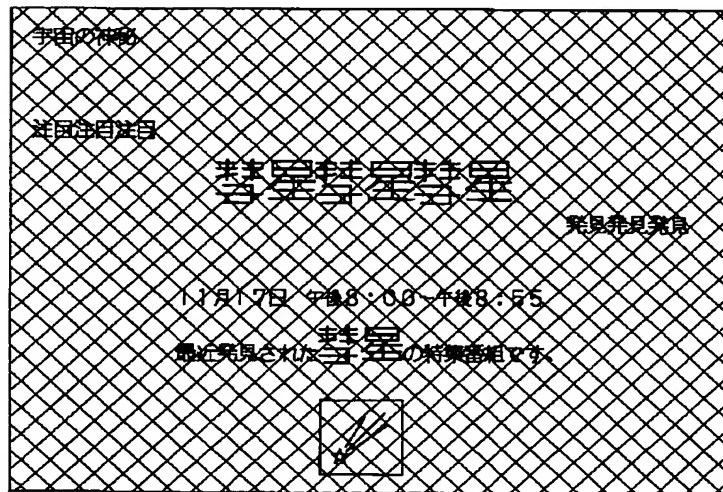 宇宙の神秘
注目注目注目
彗星彗星彗星
発見発見発見
11月17日 午後8:00~午後8:55
最近発見された彗星の特集番組です。